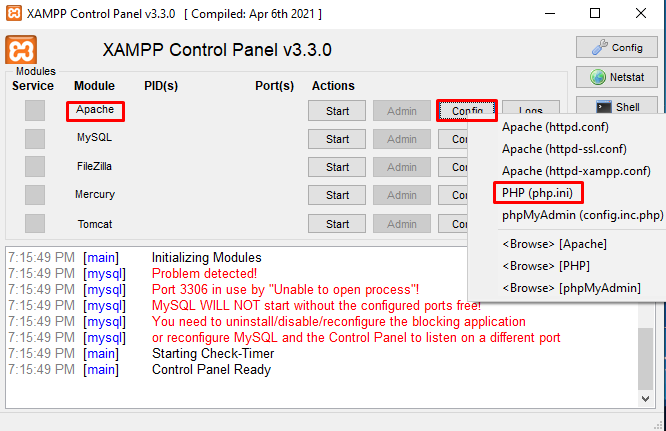 XAMPP Control Panel v3.3.0 [ Compiled: Apr 6th 2021 ]
XAMPP Control Panel v3.3.0
Config
Netstat
Shell
Modules
Service Module PID(s) Port(s) Actions
Apache Start Admin Config Logs
MySQL Start Admin
FileZilla Start Admin
Mercury Start Admin
Tomcat Start Admin
Apache (httpd.conf)
Apache (httpd-ssl.conf)
Apache (httpd-xampp.conf)
PHP (php.ini)
phpMyAdmin (config.inc.php)
<Browse> [Apache]
<Browse> [PHP]
<Browse> [phpMyAdmin]
7:15:49 PM [main] Initializing Modules
7:15:49 PM [mysql] Problem detected!
7:15:49 PM [mysql] Port 3306 in use by "Unable to open process"!
7:15:49 PM [mysql] MySQL WILL NOT start without the configured ports free!
7:15:49 PM [mysql] You need to uninstall/disable/reconfigure the blocking application
7:15:49 PM [mysql] or reconfigure MySQL and the Control Panel to listen on a different port
7:15:49 PM [main] Starting Check-Timer
7:15:49 PM [main] Control Panel Ready